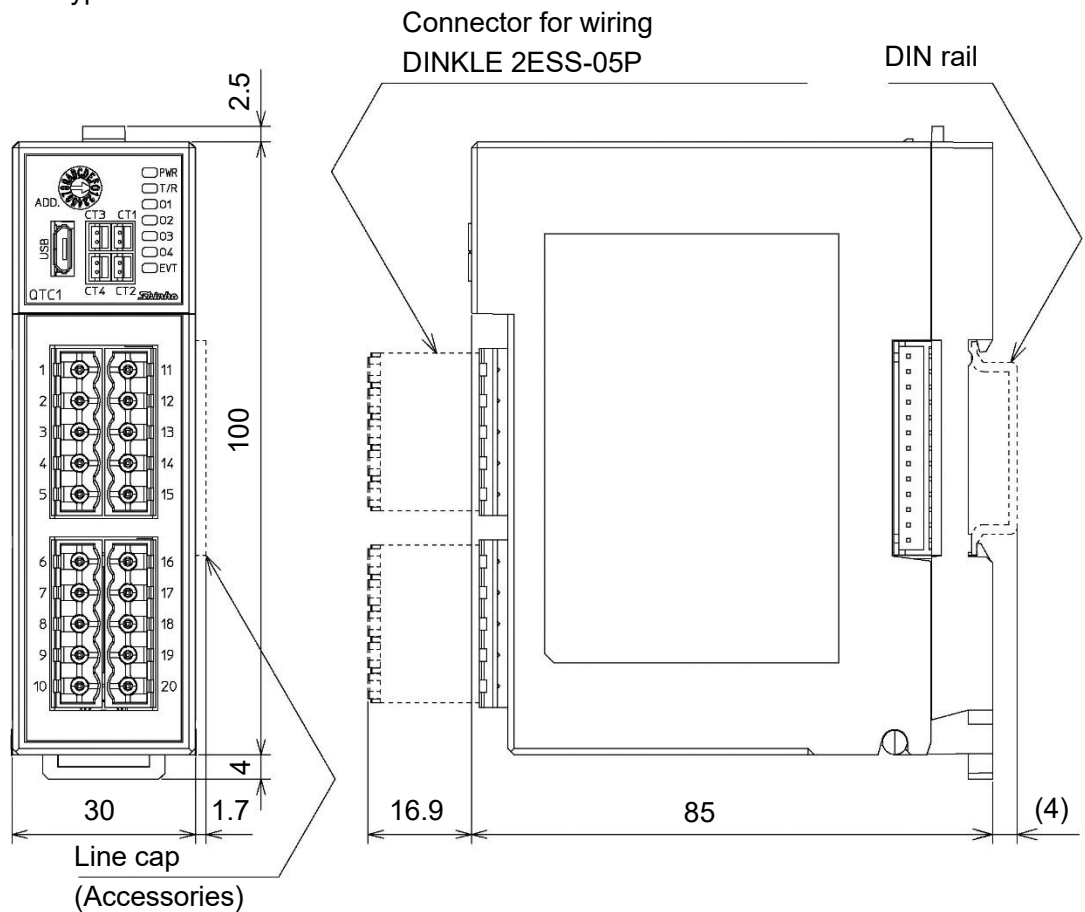 yp
Connector for wiring
DINKLE 2ESS-05P
DIN rail
2.5
PWR
T/R
O1
O2
O3
O4
EVT
ADD.
CT3 CT1
USB
CT4 CT2
QTC1
Shinko
1 11
2 12
3 13
4 14
5 15
100
6 16
7 17
8 18
9 19
10 20
4
30
1.7
16.9
85
(4)
Line cap
(Accessories)